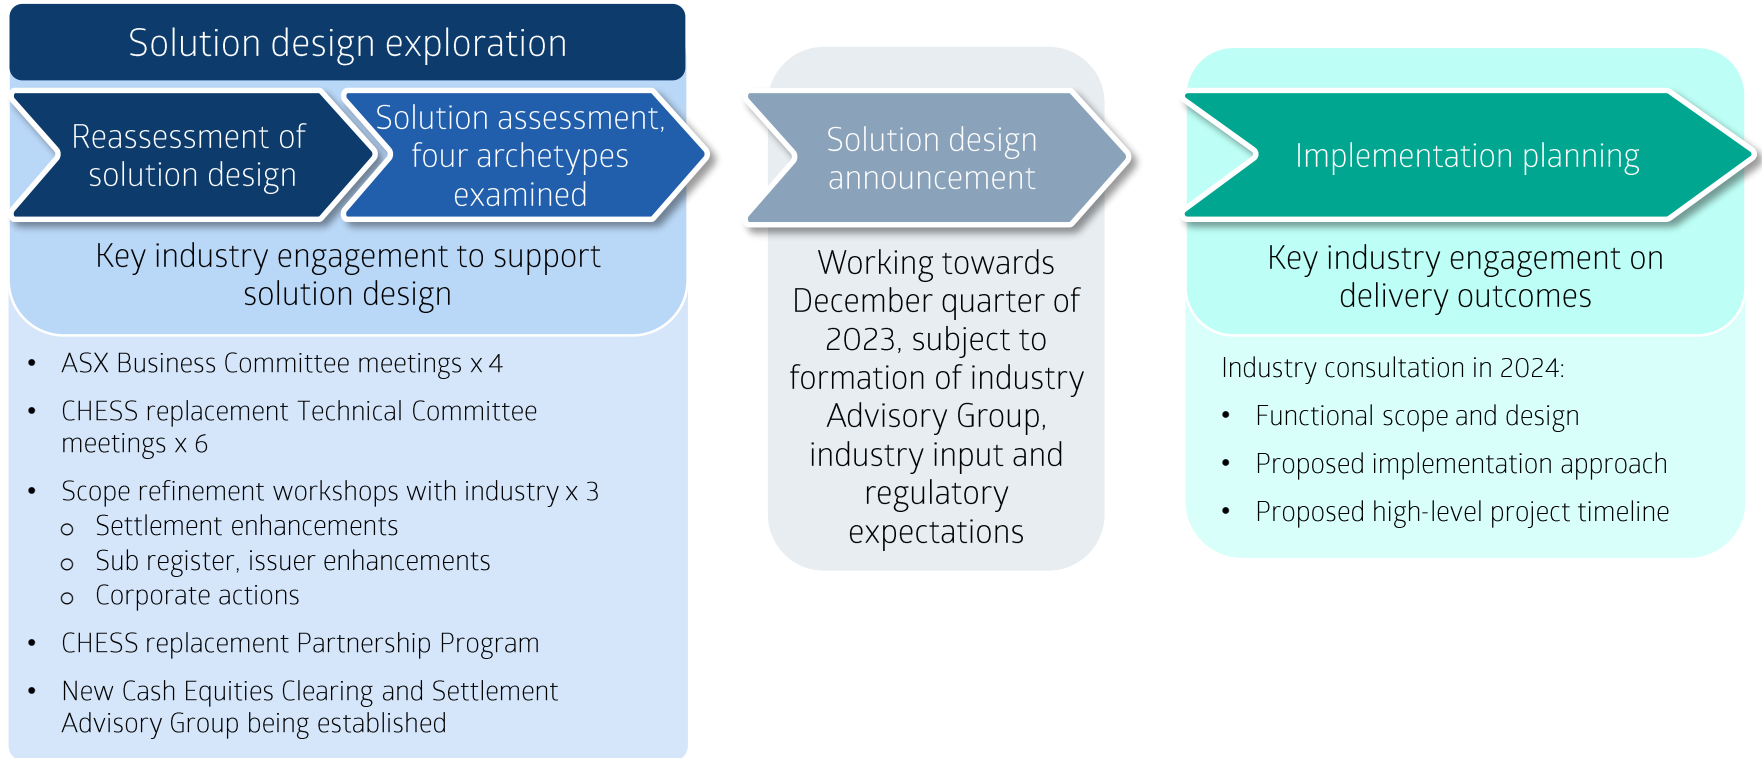 Solution design exploration
Reassessment of
solution design
Solution assessment,
four archetypes
examined
Key industry engagement to support
solution design
• ASX Business Committee meetings x 4
• CHESS replacement Technical Committee
meetings x 6
• Scope refinement workshops with industry x 3
o Settlement enhancements
o Sub register, issuer enhancements
o Corporate actions
• CHESS replacement Partnership Program
• New Cash Equities Clearing and Settlement
Advisory Group being established
Solution design
announcement
Working towards
December quarter of
2023, subject to
formation of industry
Advisory Group,
industry input and
regulatory
expectations
Implementation planning
Key industry engagement on
delivery outcomes
Industry consultation in 2024:
• Functional scope and design
• Proposed implementation approach
• Proposed high-level project timeline